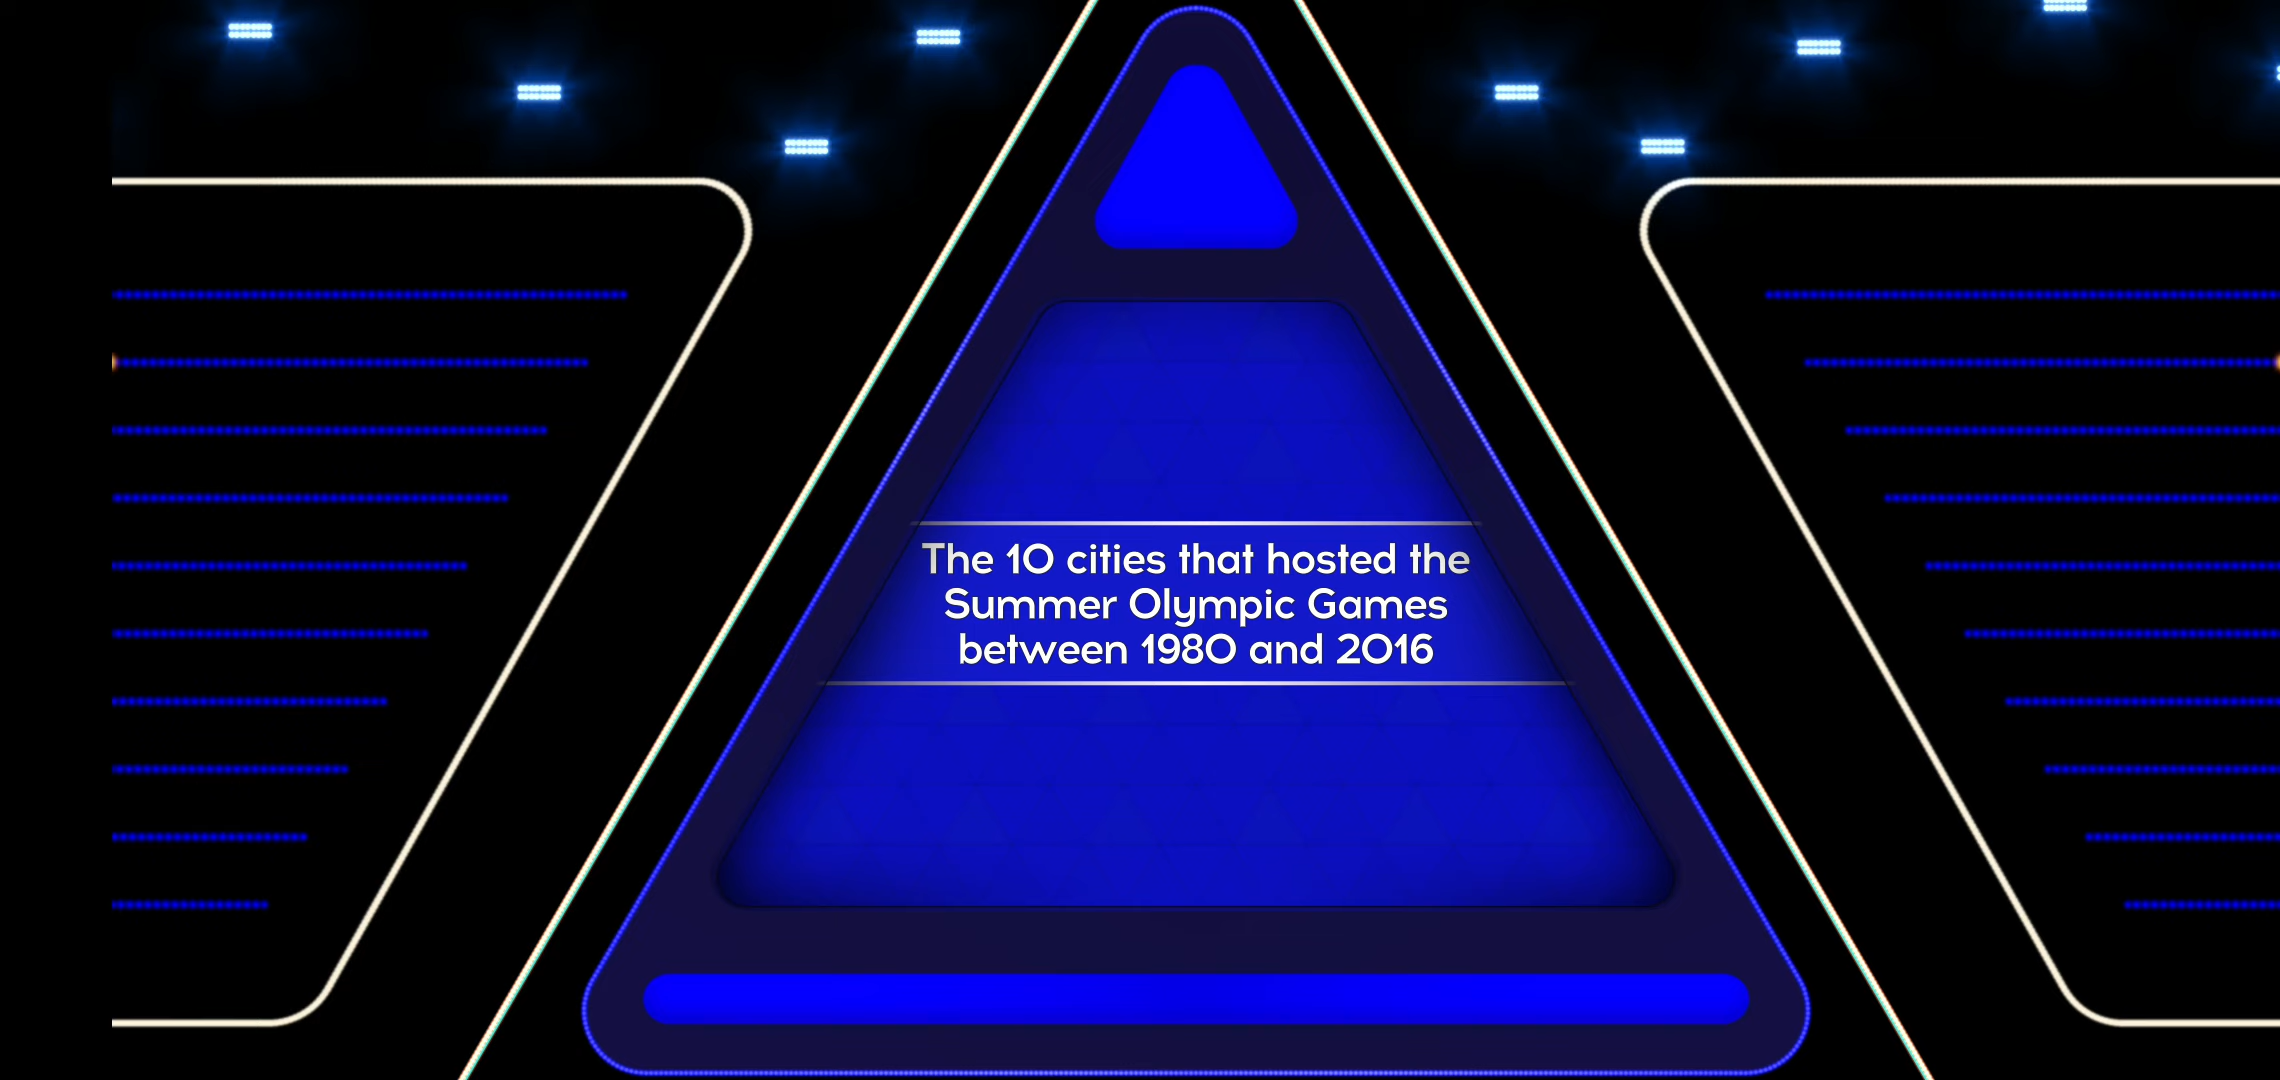 The 10 cities that hosted the
Summer Olympic Games
between 1980 and 2016